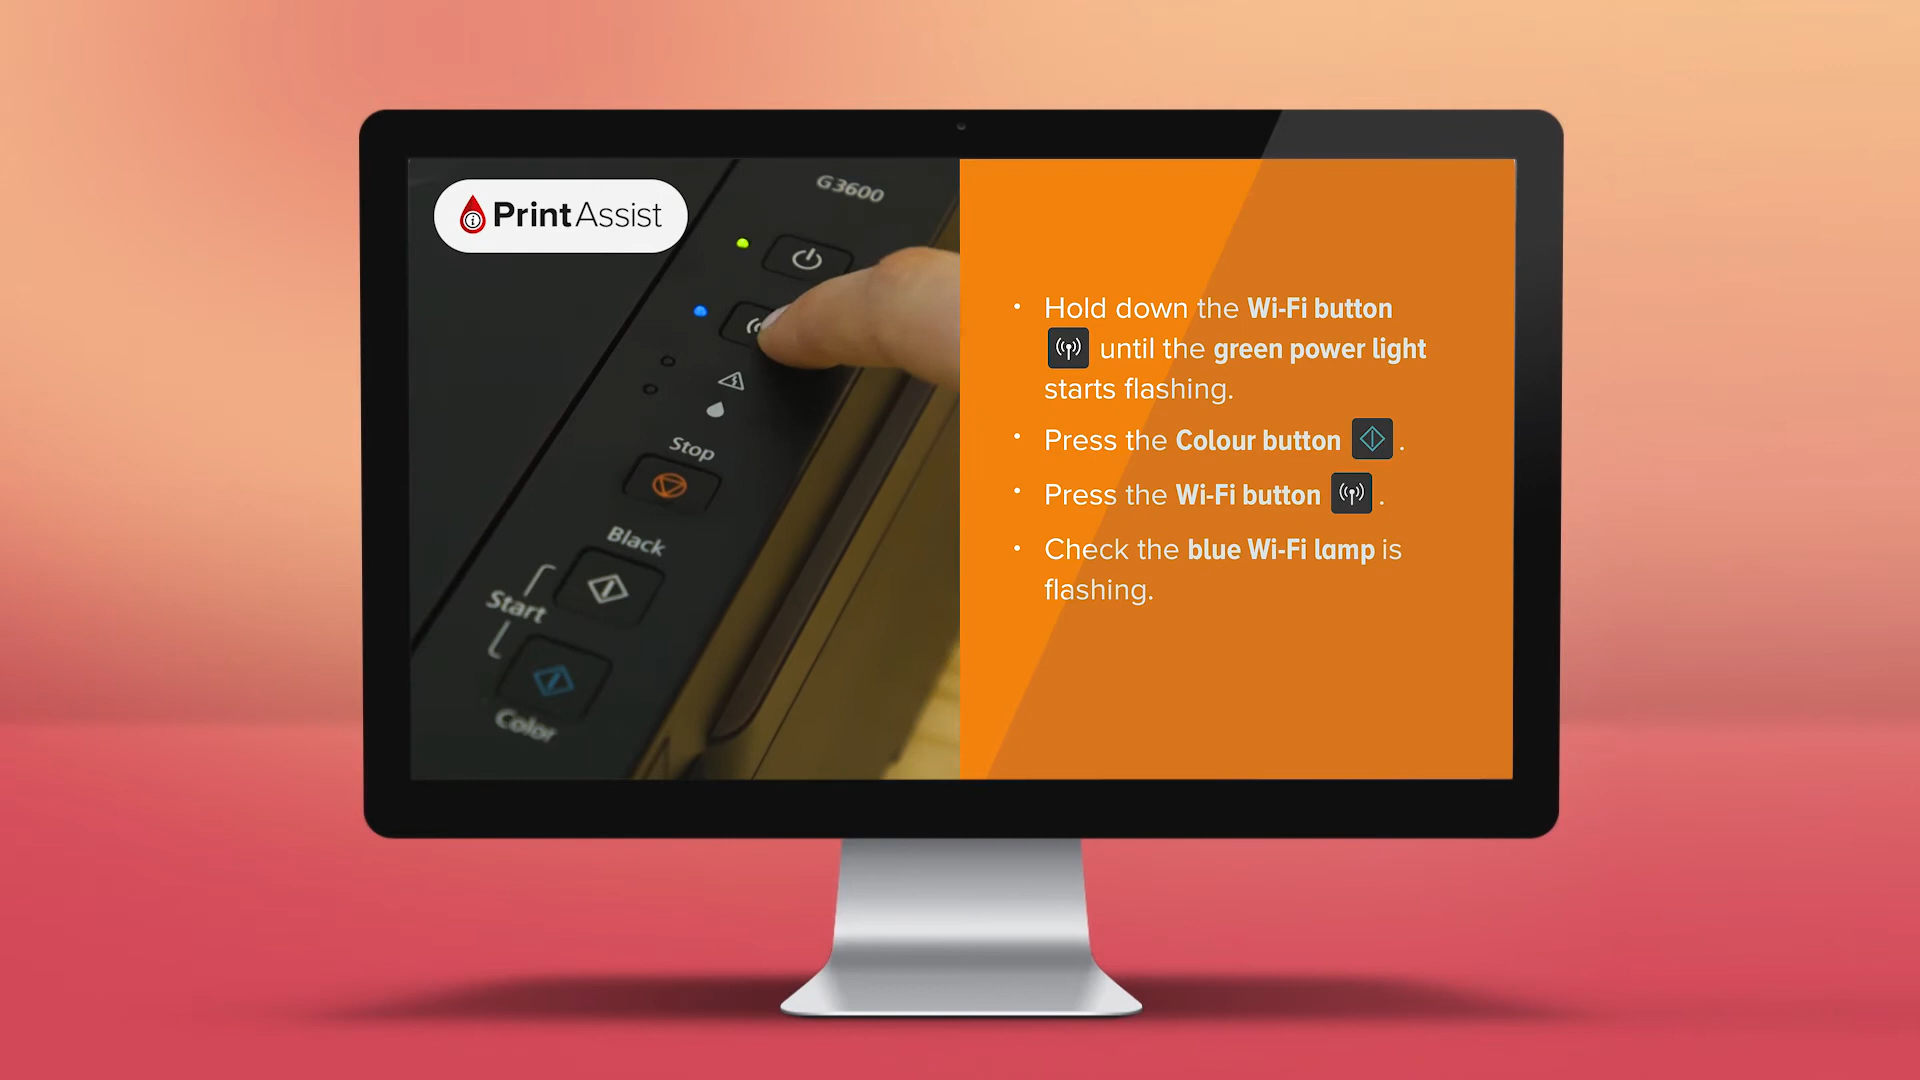 PrintAssist
G3600
Stop
Black
Start
Color
• Hold down the Wi-Fi button
until the green power light
starts flashing.
• Press the Colour button .
• Press the Wi-Fi button .
• Check the blue Wi-Fi lamp is
flashing.